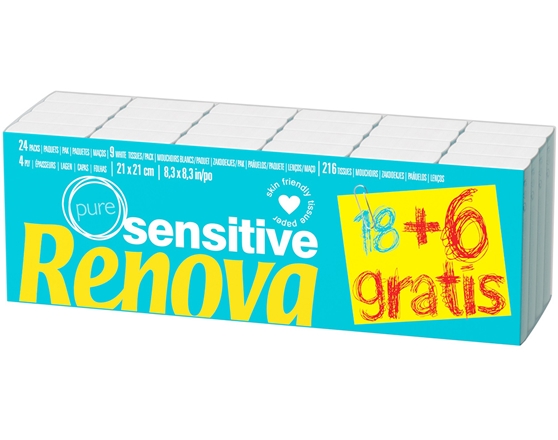 24 PACKS | PAQUETS | PAK | PAQUETES | MAÇOS | 9 WHITE TISSUES/PACK | MOUCHOIRS BLANCS/PAQUET | ZAKDOEKJES/PAK | PAÑUELOS/PAQUETE | LENÇOS/MAÇO | 216 TISSUES | MOUCHOIRS | ZAKDOEKJES | PAÑUELOS | LENÇOS
4 PLY | ÉPAISSEURS | LAGEN | CAPAS | FOLHAS | 21 x 21 cm | 8,3 x 8,3 in/po
pure
skin friendly tissue paper
sensitive
Renova
18+6
gratis